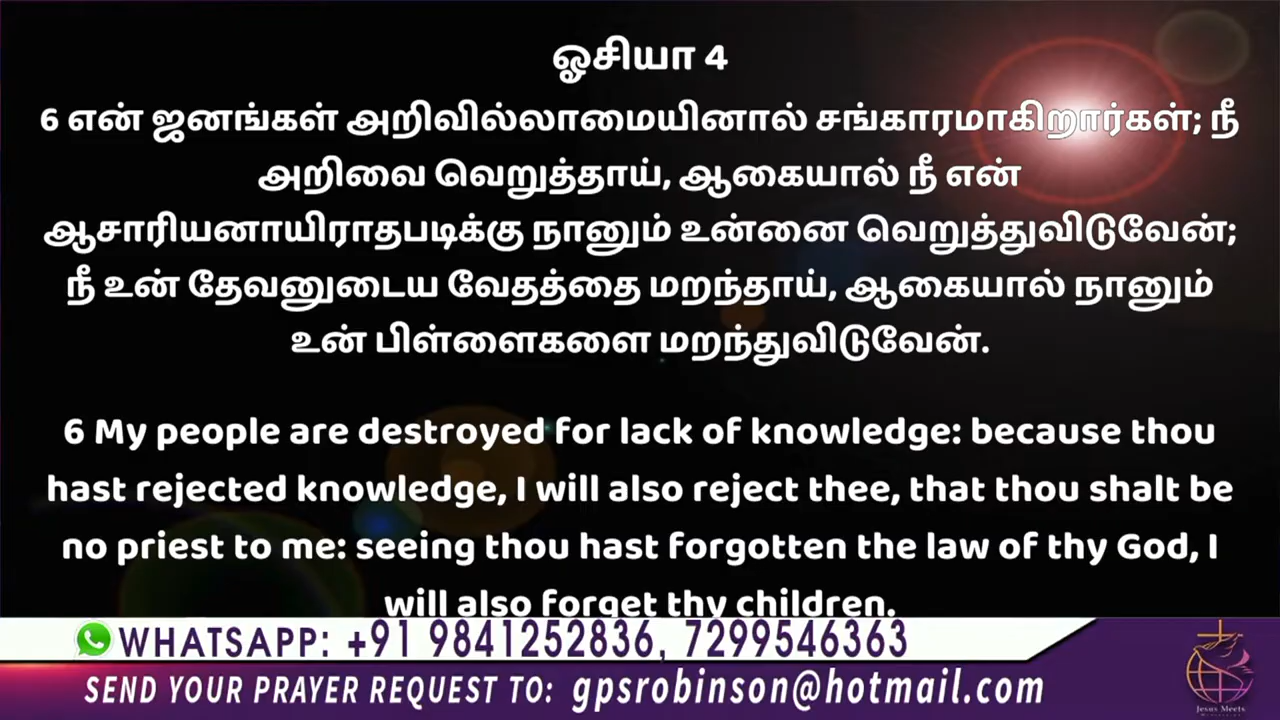 ஓசியா 4
6 என் ஜனங்கள் அறிவில்லாமையினால் சங்காரமாகிறார்கள்; நீ
அறிவை வெறுத்தாய், ஆகையால் நீ என்
ஆசாரியனாயிராதபடிக்கு நானும் உன்னை வெறுத்துவிடுவேன்;
நீ உன் தேவனுடைய வேதத்தை மறந்தாய், ஆகையால் நானும்
உன் பிள்ளைகளை மறந்துவிடுவேன்.
6 My people are destroyed for lack of knowledge: because thou
hast rejected knowledge, I will also reject thee, that thou shalt be
no priest to me: seeing thou hast forgotten the law of thy God, I
will also forget thy children.
WHATSAPP: +91 9841252836, 7299546363
SEND YOUR PRAYER REQUEST TO: gpsrobinson@hotmail.com
Jesus Meets